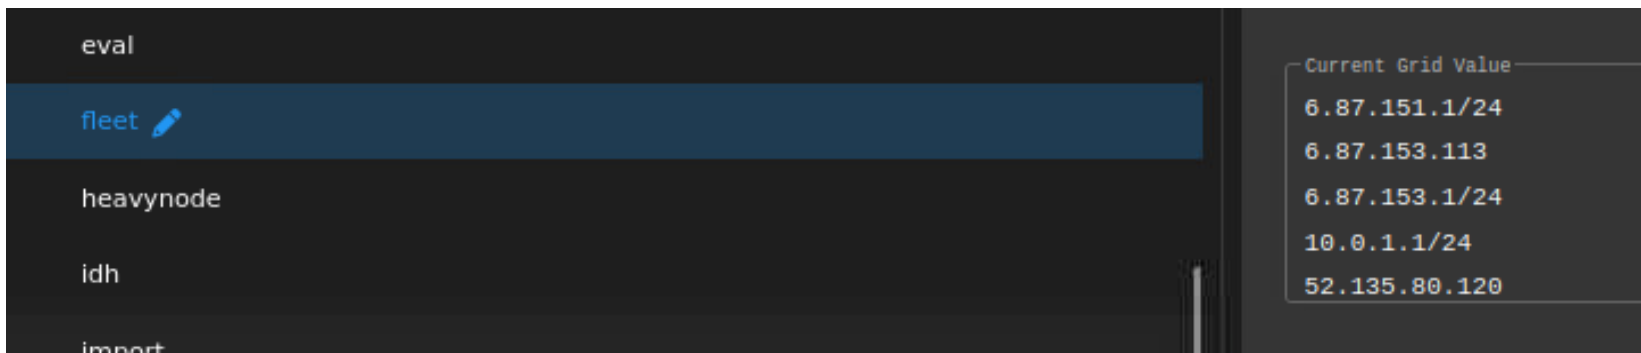 eval
fleet
heavynode
idh
import
Current Grid Value
6.87.151.1/24
6.87.153.113
6.87.153.1/24
10.0.1.1/24
52.135.80.120